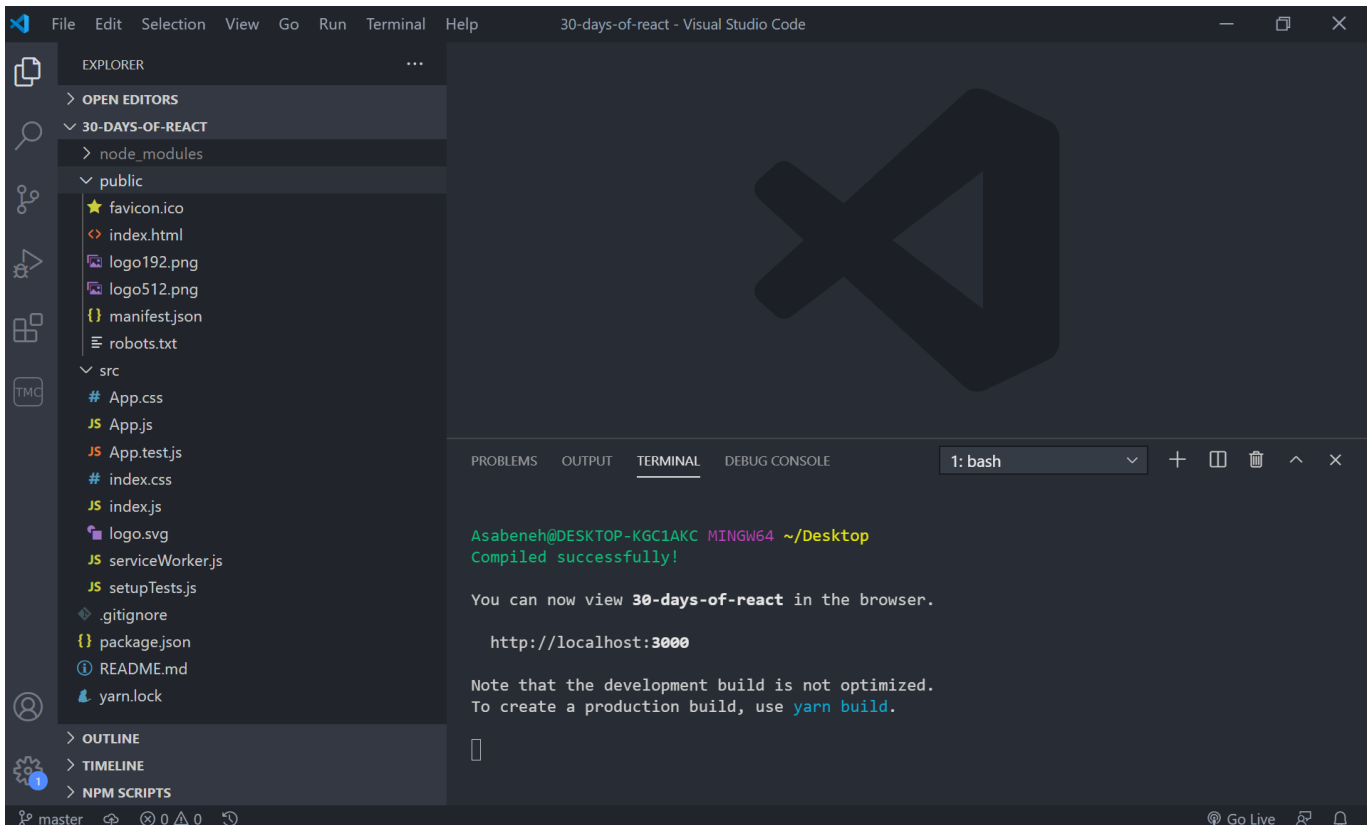 File Edit Selection View Go Run Terminal Help 30-days-of-react - Visual Studio Code
EXPLORER
OPEN EDITORS
30-DAYS-OF-REACT
node_modules
public
favicon.ico
index.html
logo192.png
logo512.png
manifest.json
robots.txt
src
App.css
App.js
App.test.js
index.css
index.js
logo.svg
serviceWorker.js
setupTests.js
.gitignore
package.json
README.md
yarn.lock
OUTLINE
TIMELINE
NPM SCRIPTS
TMC
1
PROBLEMS OUTPUT TERMINAL DEBUG CONSOLE 1: bash
Asabeneh@DESKTOP-KGC1AKC MINGW64 ~/Desktop
Compiled successfully!
You can now view 30-days-of-react in the browser.
http://localhost:3000
Note that the development build is not optimized.
To create a production build, use yarn build.
master 0 0 Go Live